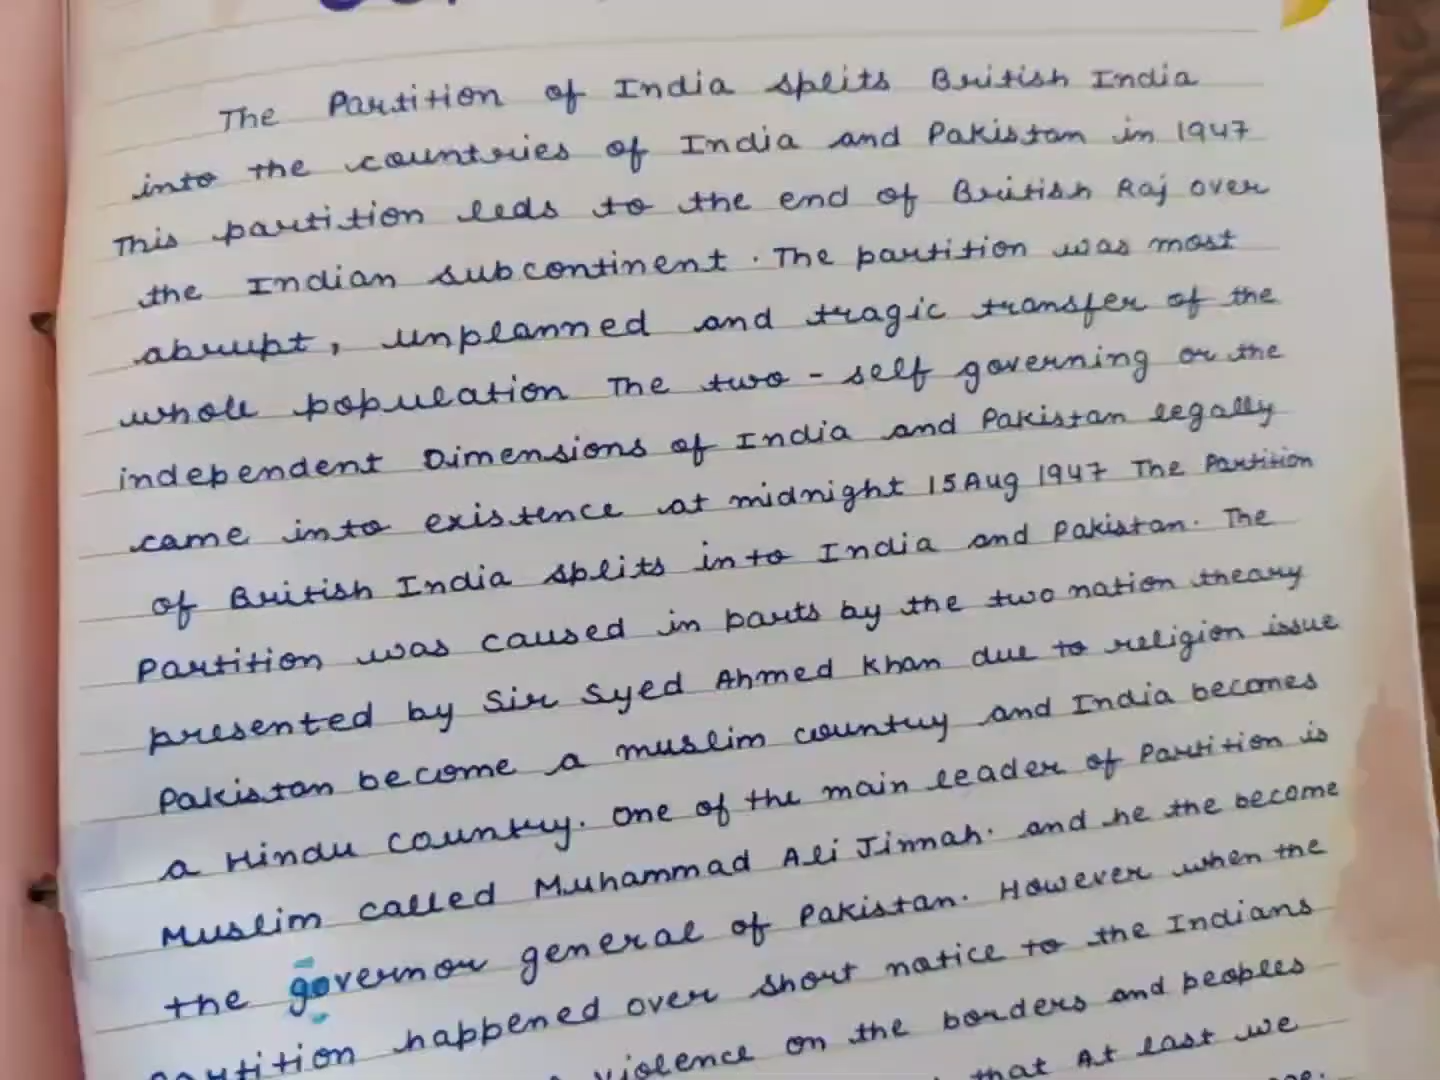 The Partition of India splits British India
into the countries of India and Pakistan in 1947
This partition leds to the end of British Raj over
the Indian subcontinent. The partition was most
abrupt, unplanned and tragic transfer of the
whole population The two - self governing or the
independent Dimensions of India and Pakistan legally
came into existence at midnight 15 Aug 1947 The Partition
of British India splits into India and Pakistan. The
Partition was caused in parts by the two nation theary
presented by Sir Syed Ahmed Khan due to religion issue
Pakistan become a muslim country and India becomes
a Hindu country. One of the main leader of Partition is
Muslim called Muhammad Ali Jinnah. and he the become
the governor general of Pakistan. However when the
Partition happened over short notice to the Indians
violence on the borders and peoples
that At last we